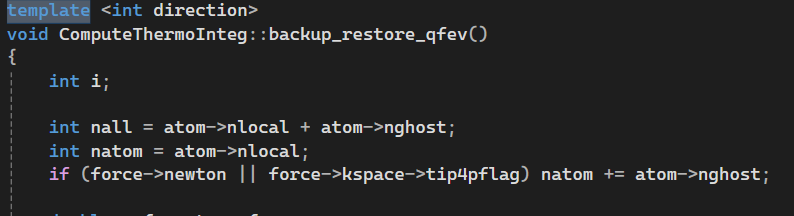 template <int direction>
void ComputeThermoInteg::backup_restore_qfev()
{
int i;
int nall = atom->nlocal + atom->nghost;
int natom = atom->nlocal;
if (force->newton || force->kspace->tip4pflag) natom += atom->nghost;